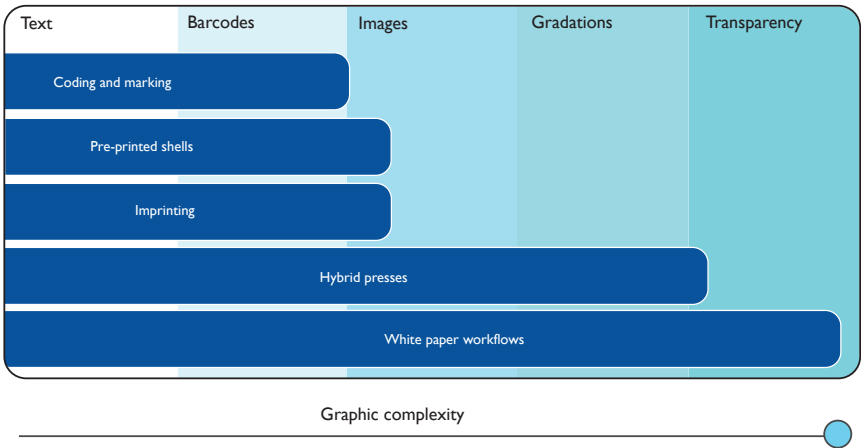 Text
Barcodes
Images
Gradations
Transparency
Coding and marking
Pre-printed shells
Imprinting
Hybrid presses
White paper workflows
Graphic complexity